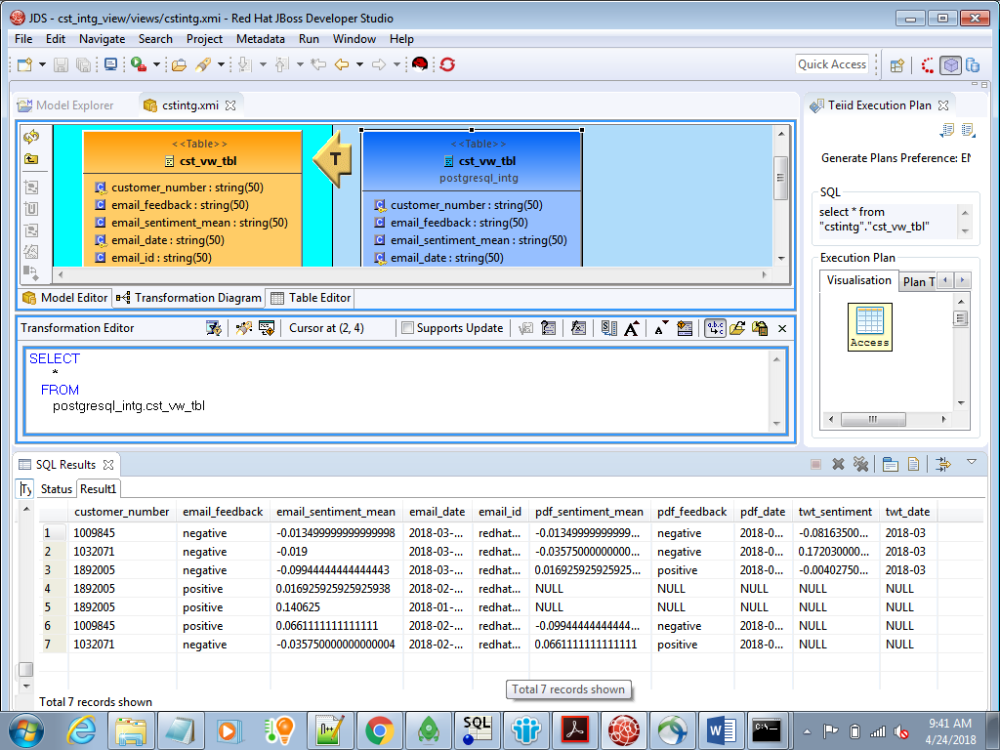 JDS - cst_intg_view/views/cstintg.xmi - Red Hat JBoss Developer Studio
File Edit Navigate Search Project Metadata Run Window Help
Quick Access
Model Explorer cstintg.xmi
Teiid Execution Plan
<<Table>>
cst_vw_tbl
customer_number : string(50)
email_feedback : string(50)
email_sentiment_mean : string(50)
email_date : string(50)
email_id : string(50)
T
<<Table>>
cst_vw_tbl
postgresql_intg
customer_number : string(50)
email_feedback : string(50)
email_sentiment_mean : string(50)
email_date : string(50)
Generate Plans Preference: EN
SQL
select * from
"cstintg"."cst_vw_tbl"
Execution Plan
Visualisation Plan T
Access
Model Editor Transformation Diagram Table Editor
Transformation Editor Cursor at (2, 4) Supports Update
SELECT
*
FROM
postgresql_intg.cst_vw_tbl
SQL Results
Ty Status Result1
customer_number email_feedback email_sentiment_mean email_date email_id pdf_sentiment_mean pdf_feedback pdf_date twt_sentiment twt_date
1 1009845 negative -0.013499999999999998 2018-03-... redhat... -0.01349999999999... negative 2018-0... -0.08163500... 2018-03
2 1032071 negative -0.019 2018-03-... redhat... -0.03575000000000... negative 2018-0... 0.172030000... 2018-03
3 1892005 negative -0.09944444444444443 2018-03-... redhat... 0.016925925925925... positive 2018-0... -0.00402750... 2018-03
4 1892005 positive 0.016925925925925938 2018-02-... redhat... NULL NULL NULL NULL NULL
5 1892005 positive 0.140625 2018-01-... redhat... NULL NULL NULL NULL NULL
6 1009845 positive 0.0661111111111111 2018-02-... redhat... -0.09944444444444... negative 2018-0... NULL NULL
7 1032071 negative -0.035750000000000004 2018-02-... redhat... 0.0661111111111111 positive 2018-0... NULL NULL
Total 7 records shown
Total 7 records shown
SQL
9:41 AM
4/24/2018